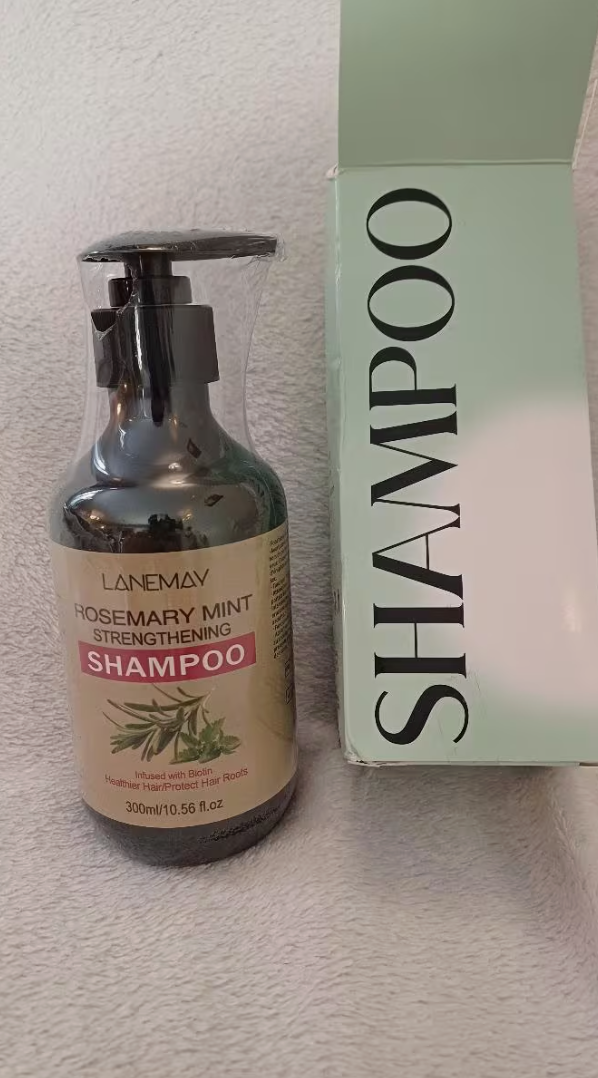 LANEMAY
ROSEMARY MINT
STRENGTHENING
SHAMPOO
Infused with Biotin
Healthier Hair/Protect Hair Roots
300ml/10.56 fl.oz
SHAMPOO